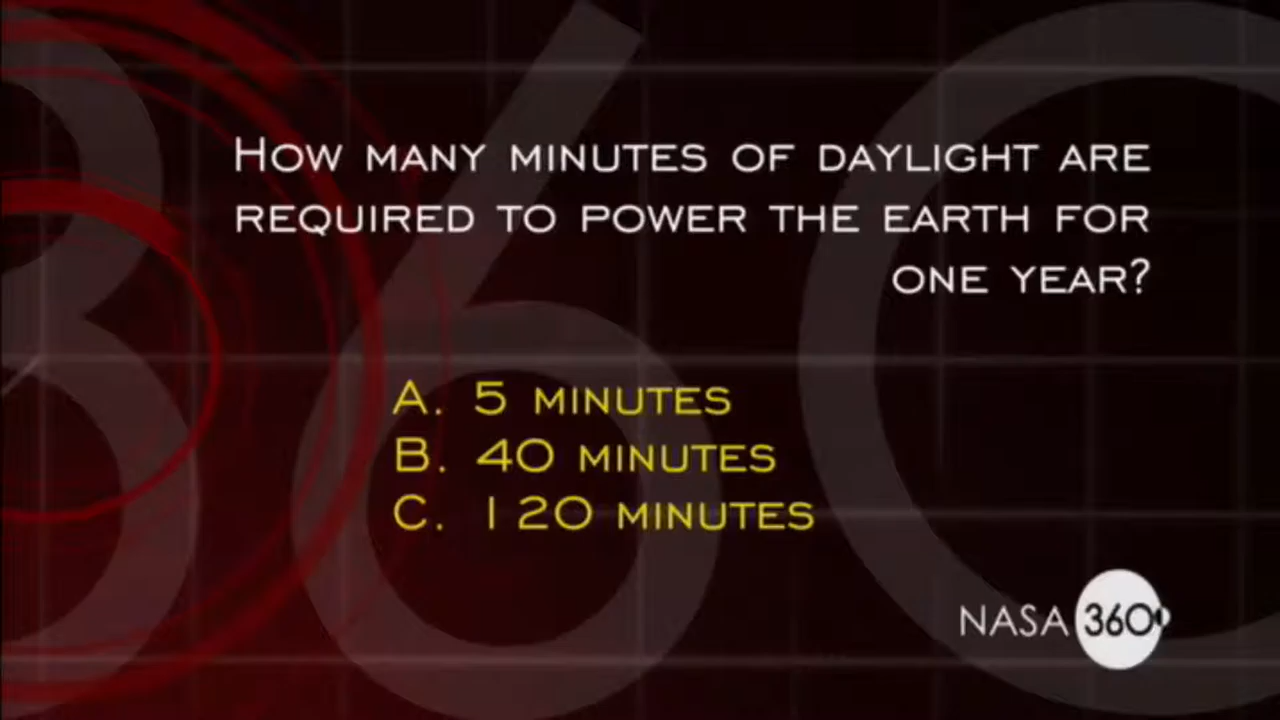 HOW MANY MINUTES OF DAYLIGHT ARE
REQUIRED TO POWER THE EARTH FOR
ONE YEAR?
A. 5 MINUTES
B. 40 MINUTES
C. 120 MINUTES
NASA 360